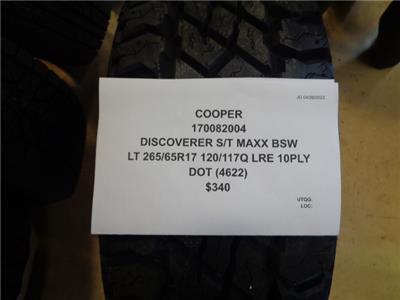 COOPER
170082004
DISCOVERER S/T MAXX BSW
LT 265/65R17 120/117Q LRE 10PLY
DOT (4622)
$340
UTQG:
LOC: